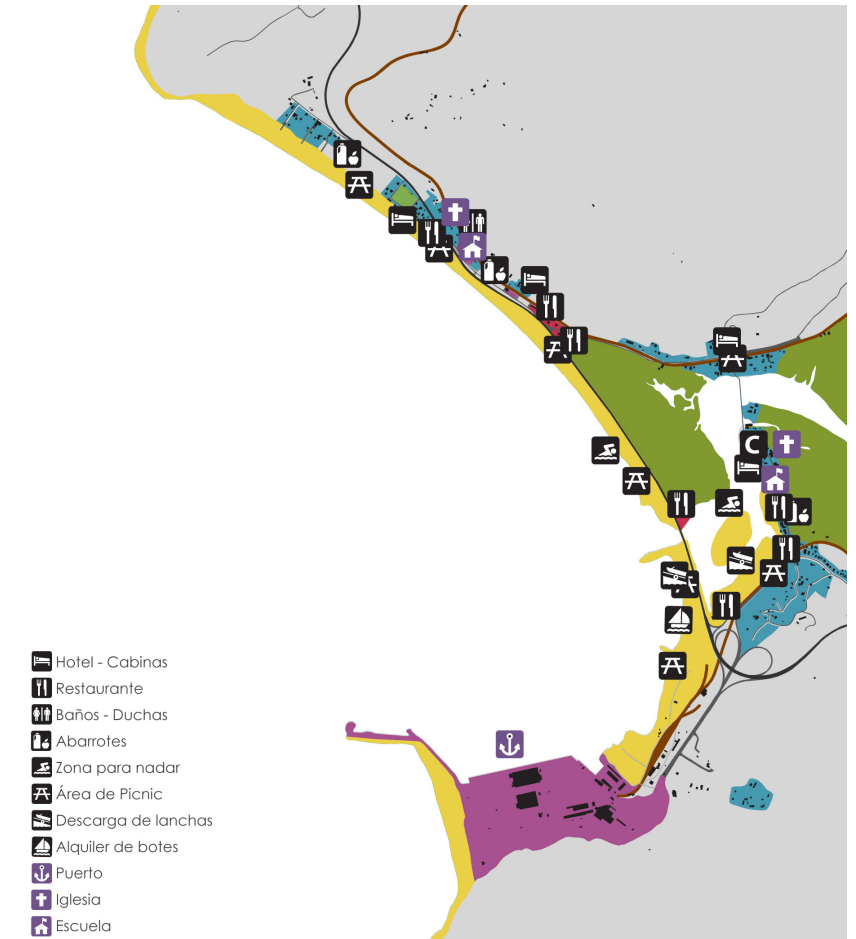 C
Hotel - Cabinas
Restaurante
Baños - Duchas
Abarrotes
Zona para nadar
Área de Picnic
Descarga de lanchas
Alquiler de botes
Puerto
Iglesia
Escuela